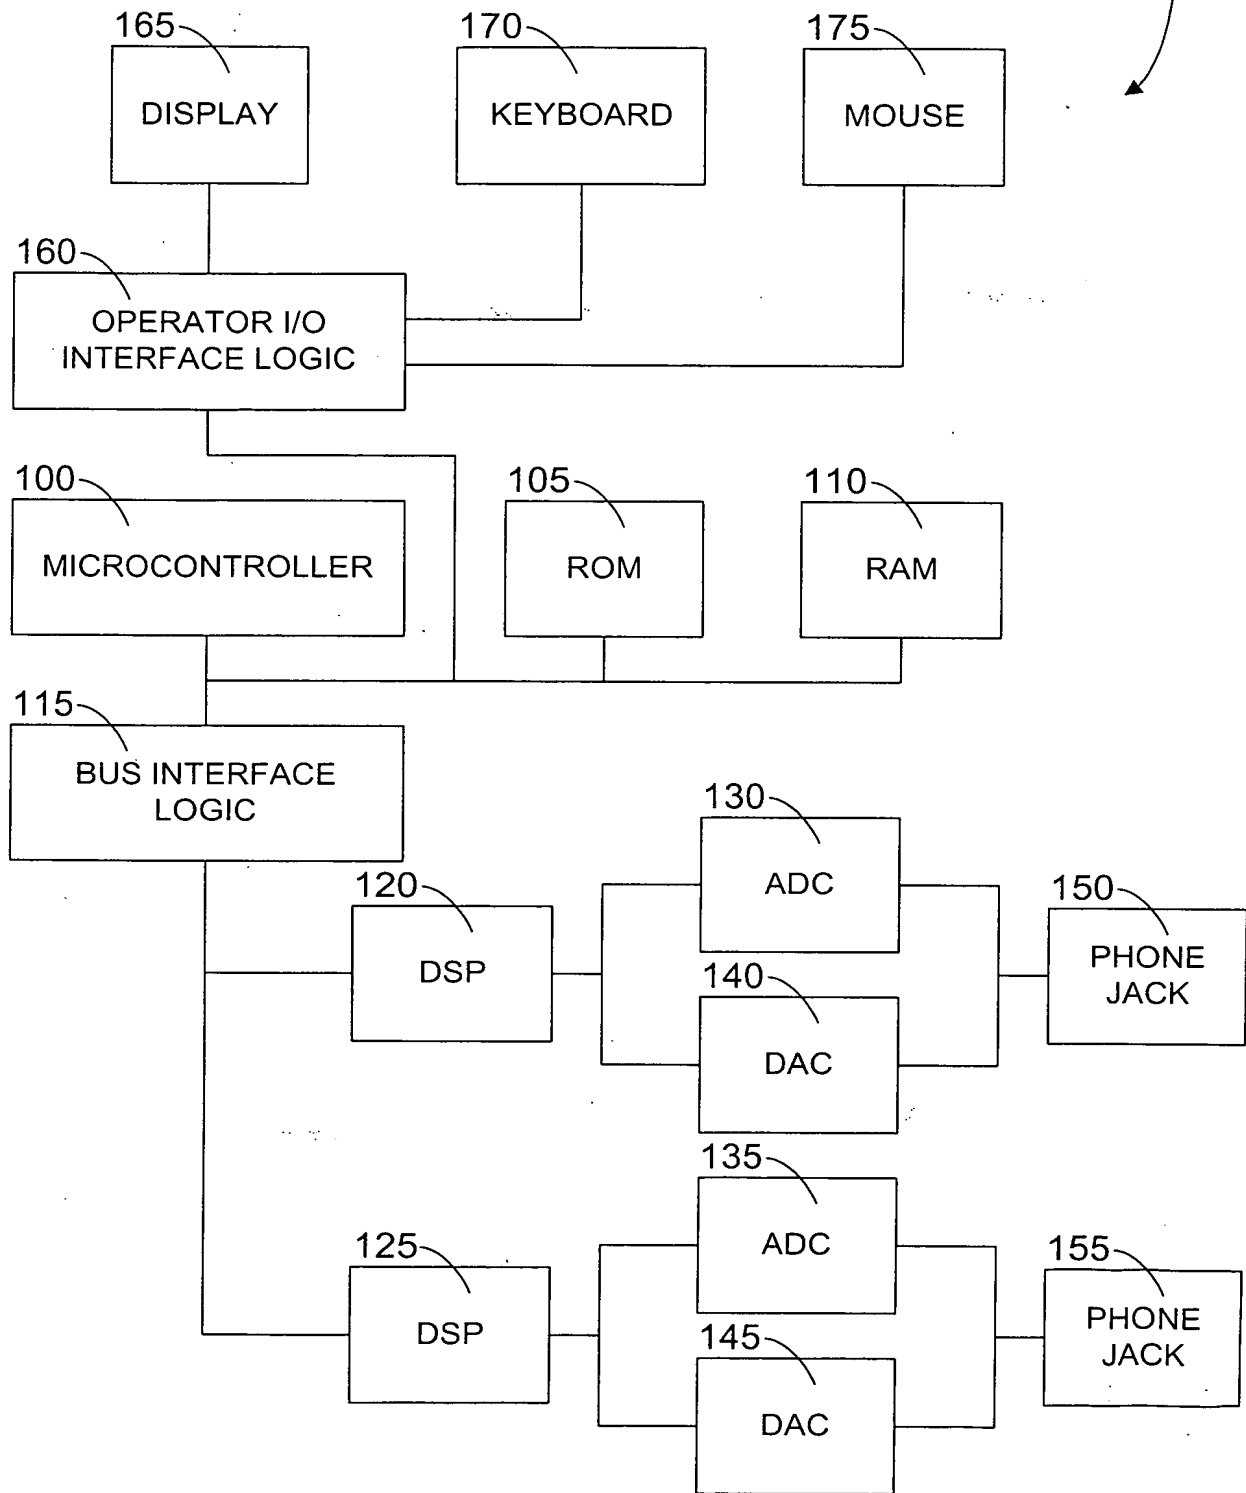 165
170
175
DISPLAY
KEYBOARD
MOUSE
160
OPERATOR I/O
INTERFACE LOGIC
100
105
110
MICROCONTROLLER
ROM
RAM
115
BUS INTERFACE
LOGIC
130
ADC
120
DSP
150
PHONE
JACK
140
DAC
135
ADC
125
DSP
155
PHONE
JACK
145
DAC